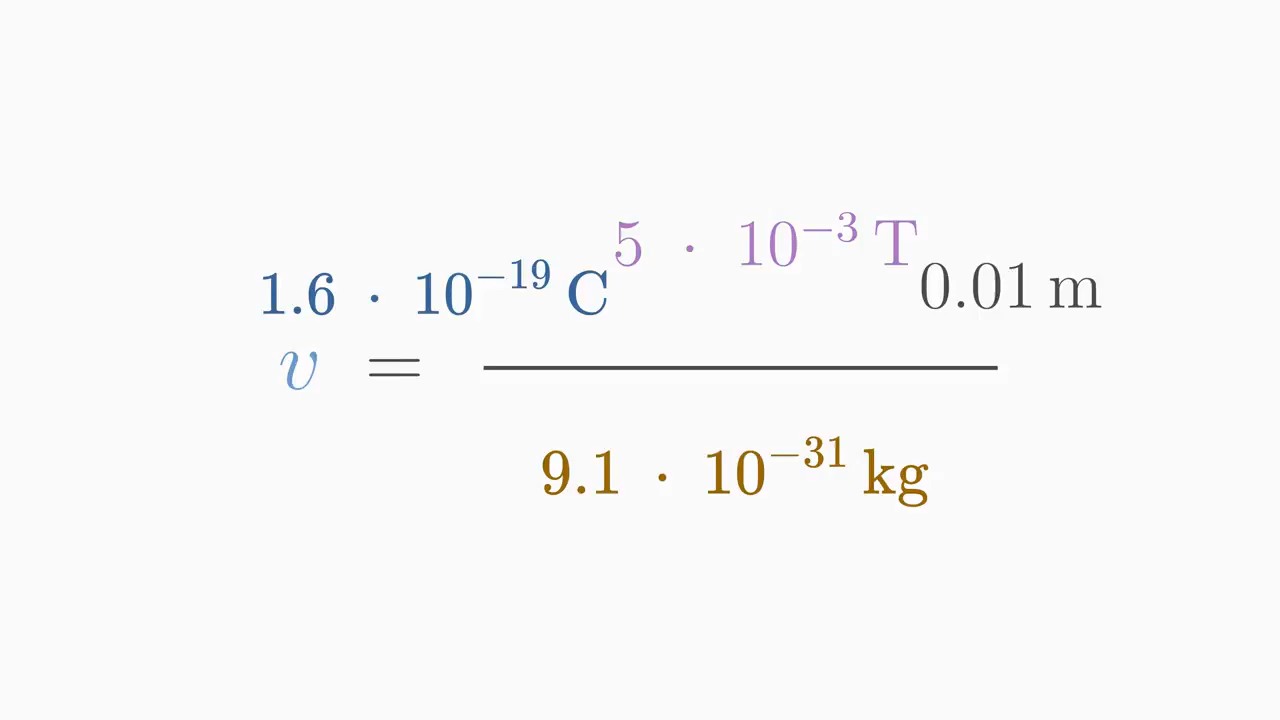 1.6 · 10⁻¹⁹ C 5 · 10⁻³ T 0.01 m
v =
9.1 · 10⁻³¹ kg